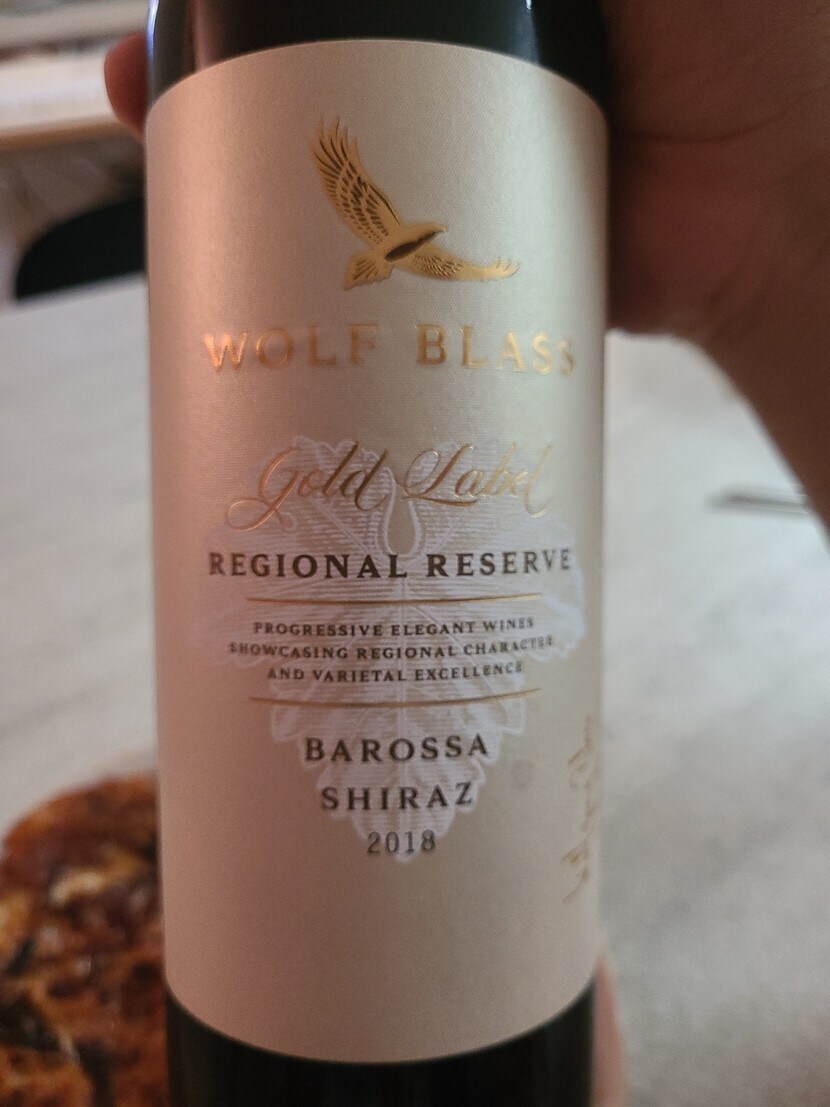 WOLF BLASS
Gold Label
REGIONAL RESERVE
PROGRESSIVE ELEGANT WINES
SHOWCASING REGIONAL CHARACTER
AND VARIETAL EXCELLENCE
BAROSSA
SHIRAZ
2018